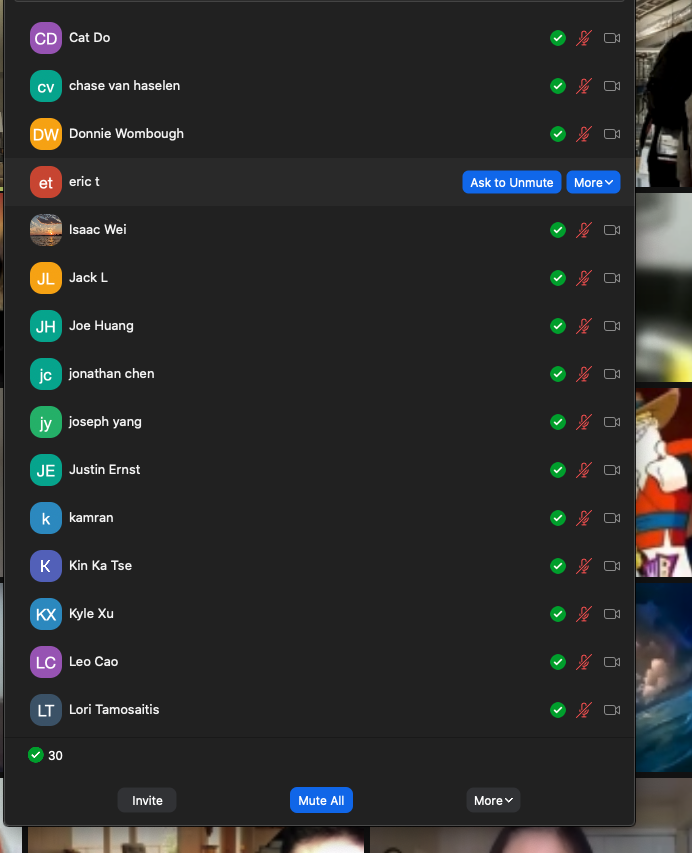 CD Cat Do
cv chase van haselen
DW Donnie Wombough
et eric t Ask to Unmute More
Isaac Wei
JL Jack L
JH Joe Huang
jc jonathan chen
jy joseph yang
JE Justin Ernst
k kamran
K Kin Ka Tse
KX Kyle Xu
LC Leo Cao
LT Lori Tamosaitis
30
Invite Mute All More
WB